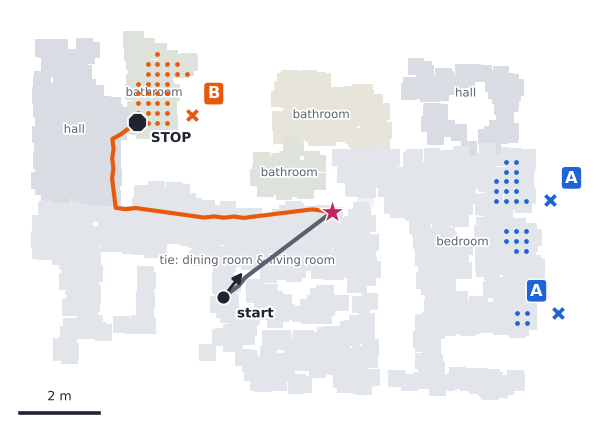 B
bathroom
hall
hall
STOP
bathroom
bathroom
A
bedroom
tie: dining room & living room
A
start
2 m